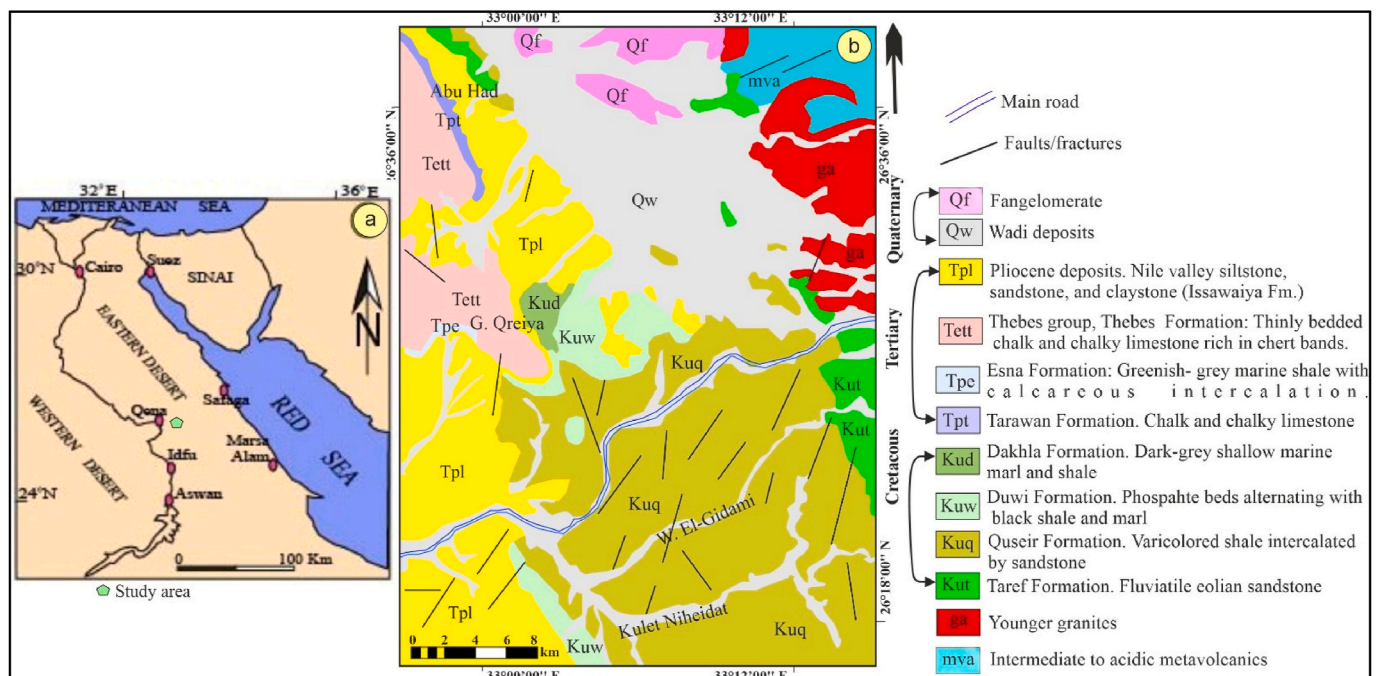 32°E
36°E
MEDITERRANEAN SEA
a
30°N
Cairo
Suez
SINAI
EASTERN DESERT
WESTERN DESERT
Safaga
Qena
RED
SEA
Marsa
Alam
Idfu
24°N
Aswan
N
0
100 Km
Study area
33°00'00" E
33°12'00" E
b
Qf
Qf
Qf
mva
Abu Had
Tpt
Tett
26°36'00" N
26°36'00" N
ga
Qw
Tpl
ga
Tett
Kud
Tpe
G. Qreiya
Kuw
Kuq
Kut
Kut
Tpl
Kuq
W. El-Gidami
26°18'00" N
Tpl
Kulet Niheidat
Kuw
Kuq
0 2 4 6 8
km
33°00'00" E
33°12'00" E
Main road
Faults/fractures
Quaternary
Qf Fangelomerate
Qw Wadi deposits
Tertiary
Tpl Pliocene deposits. Nile valley siltstone,
sandstone, and claystone (Issawaiya Fm.)
Tett Thebes group, Thebes Formation: Thinly bedded
chalk and chalky limestone rich in chert bands.
Tpe Esna Formation: Greenish- grey marine shale with
calcareous intercalation.
Tpt Tarawan Formation. Chalk and chalky limestone
Cretacous
Kud Dakhla Formation. Dark-grey shallow marine
marl and shale
Kuw Duwi Formation. Phospahte beds alternating with
black shale and marl
Kuq Quseir Formation. Varicolored shale intercalated
by sandstone
Kut Taref Formation. Fluviatile eolian sandstone
ga Younger granites
mva Intermediate to acidic metavolcanics